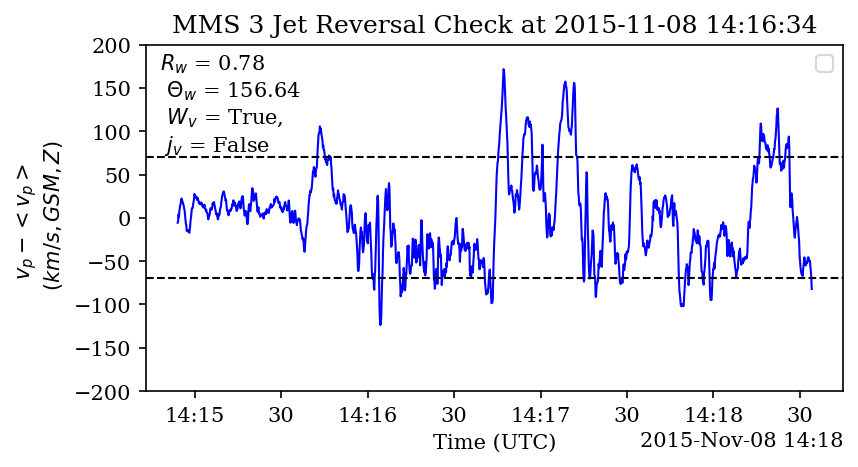 MMS 3 Jet Reversal Check at 2015-11-08 14:16:34
R_w = 0.78
Θ_w = 156.64
W_v = True,
j_v = False
v_p − < v_p >
(km/s, GSM, Z)
200
150
100
50
0
−50
−100
−150
−200
14:15 30 14:16 30 14:17 30 14:18 30
Time (UTC) 2015-Nov-08 14:18